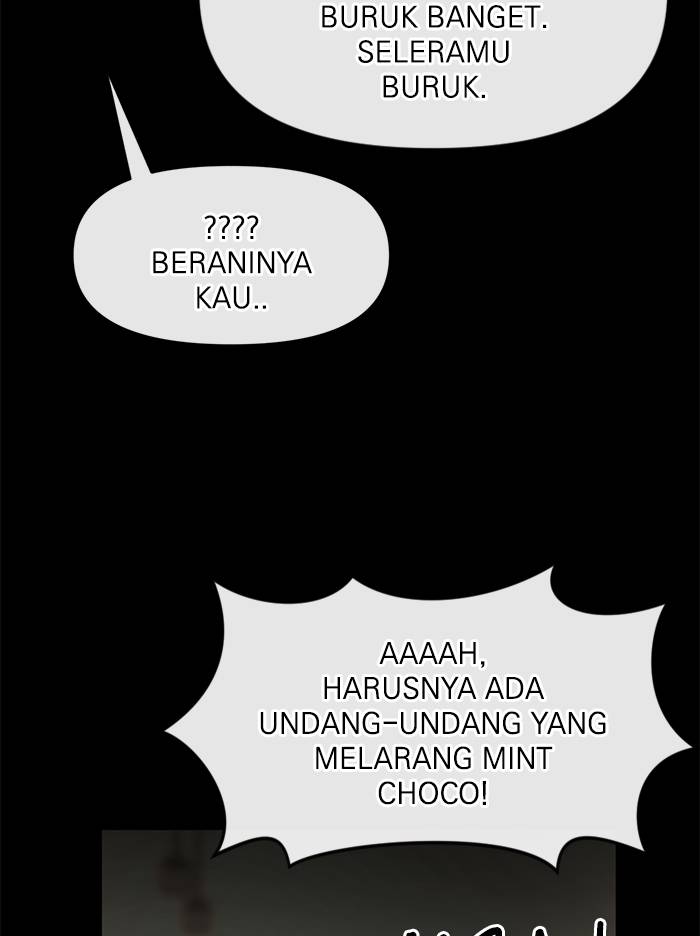 BURUK BANGET.
SELERAMU
BURUK.
????
BERANINYA
KAU..
AAAAH,
HARUSNYA ADA
UNDANG-UNDANG YANG
MELARANG MINT
CHOCO!